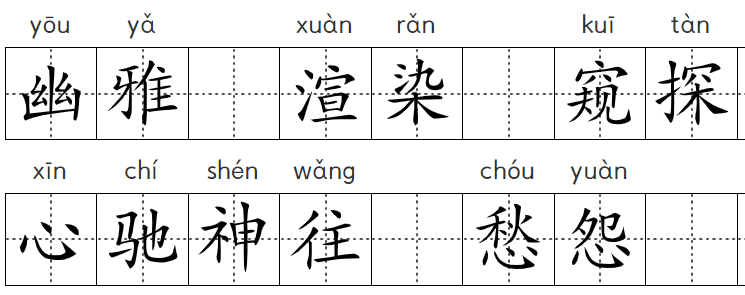 yōu yǎ xuàn rǎn kuī tàn
幽雅 渲染 窥探
xīn chí shén wǎng chóu yuàn
心驰神往 愁怨